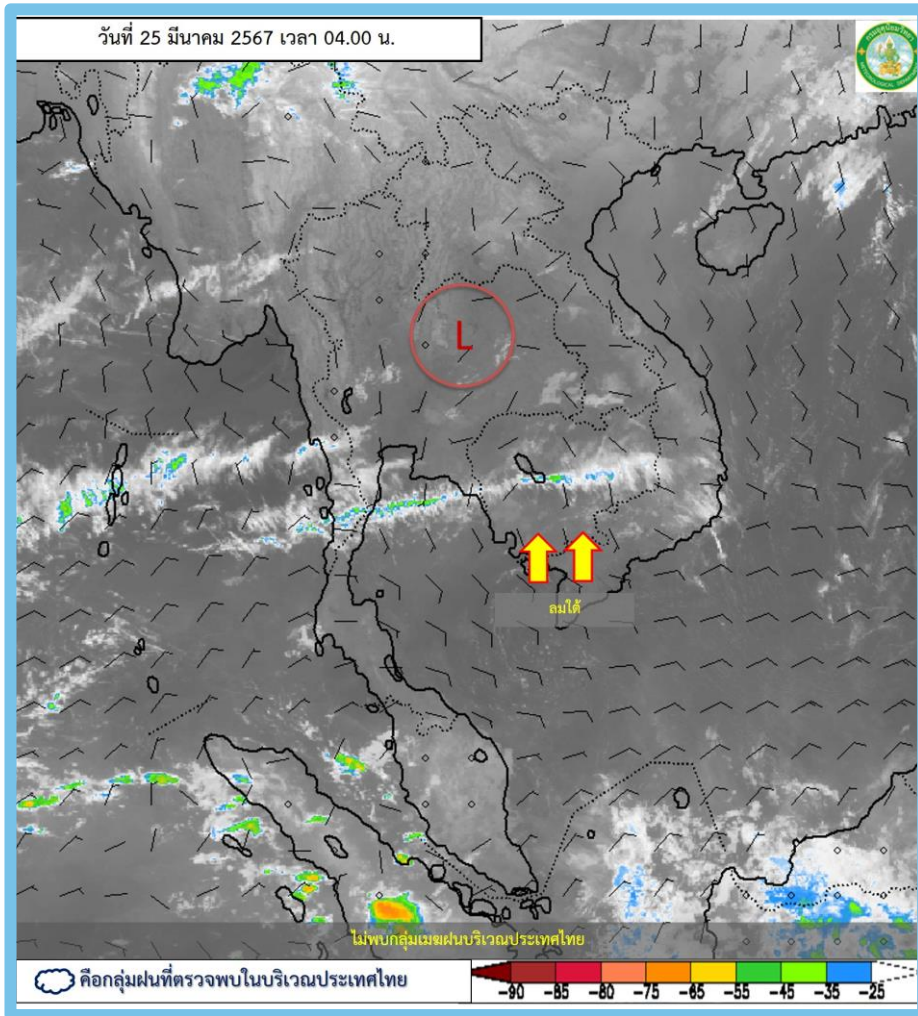 วันที่ 25 มีนาคม 2567 เวลา 04.00 น.
L
ลมใต้
ไม่พบกลุ่มเมฆฝนบริเวณประเทศไทย
คือกลุ่มฝนที่ตรวจพบในบริเวณประเทศไทย
-90 -85 -80 -75 -65 -55 -45 -35 -25